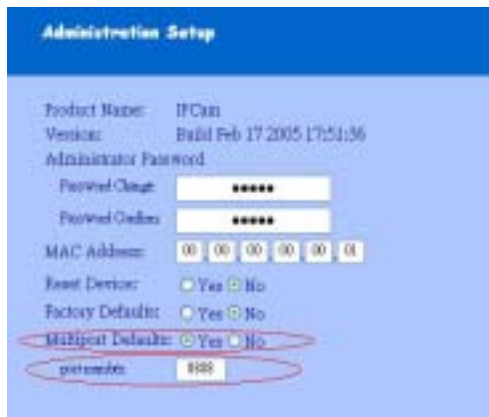 Administration Setup
Product Name: IPCam
Version: Build Feb 17 2005 17:51:36
Administrator Password
Password Change
Password Confirm
MAC Address: 00 00 00 00 00 01
Reset Device: Yes No
Factory Defaults: Yes No
Multiport Defaults: Yes No